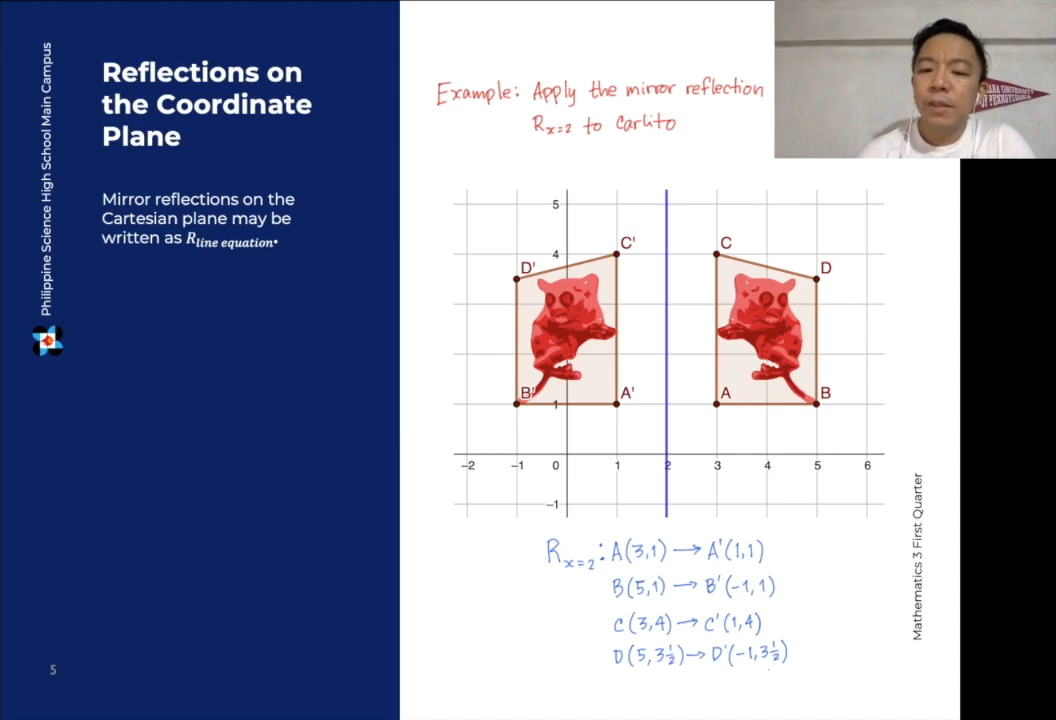 Philippine Science High School Main Campus
Reflections on
the Coordinate
Plane
Mirror reflections on the
Cartesian plane may be
written as R_line equation.
5
Example: Apply the mirror reflection
R_x=2 to Carlito
OF PENNSYLVANIA
5
4
1
−1
−2 −1 0 1 2 3 4 5 6
D' C' C D
B' A' A B
R_x=2: A(3,1) → A'(1,1)
B(5,1) → B'(-1,1)
C(3,4) → C'(1,4)
D(5,3½) → D'(-1,3½)
Mathematics 3 First Quarter